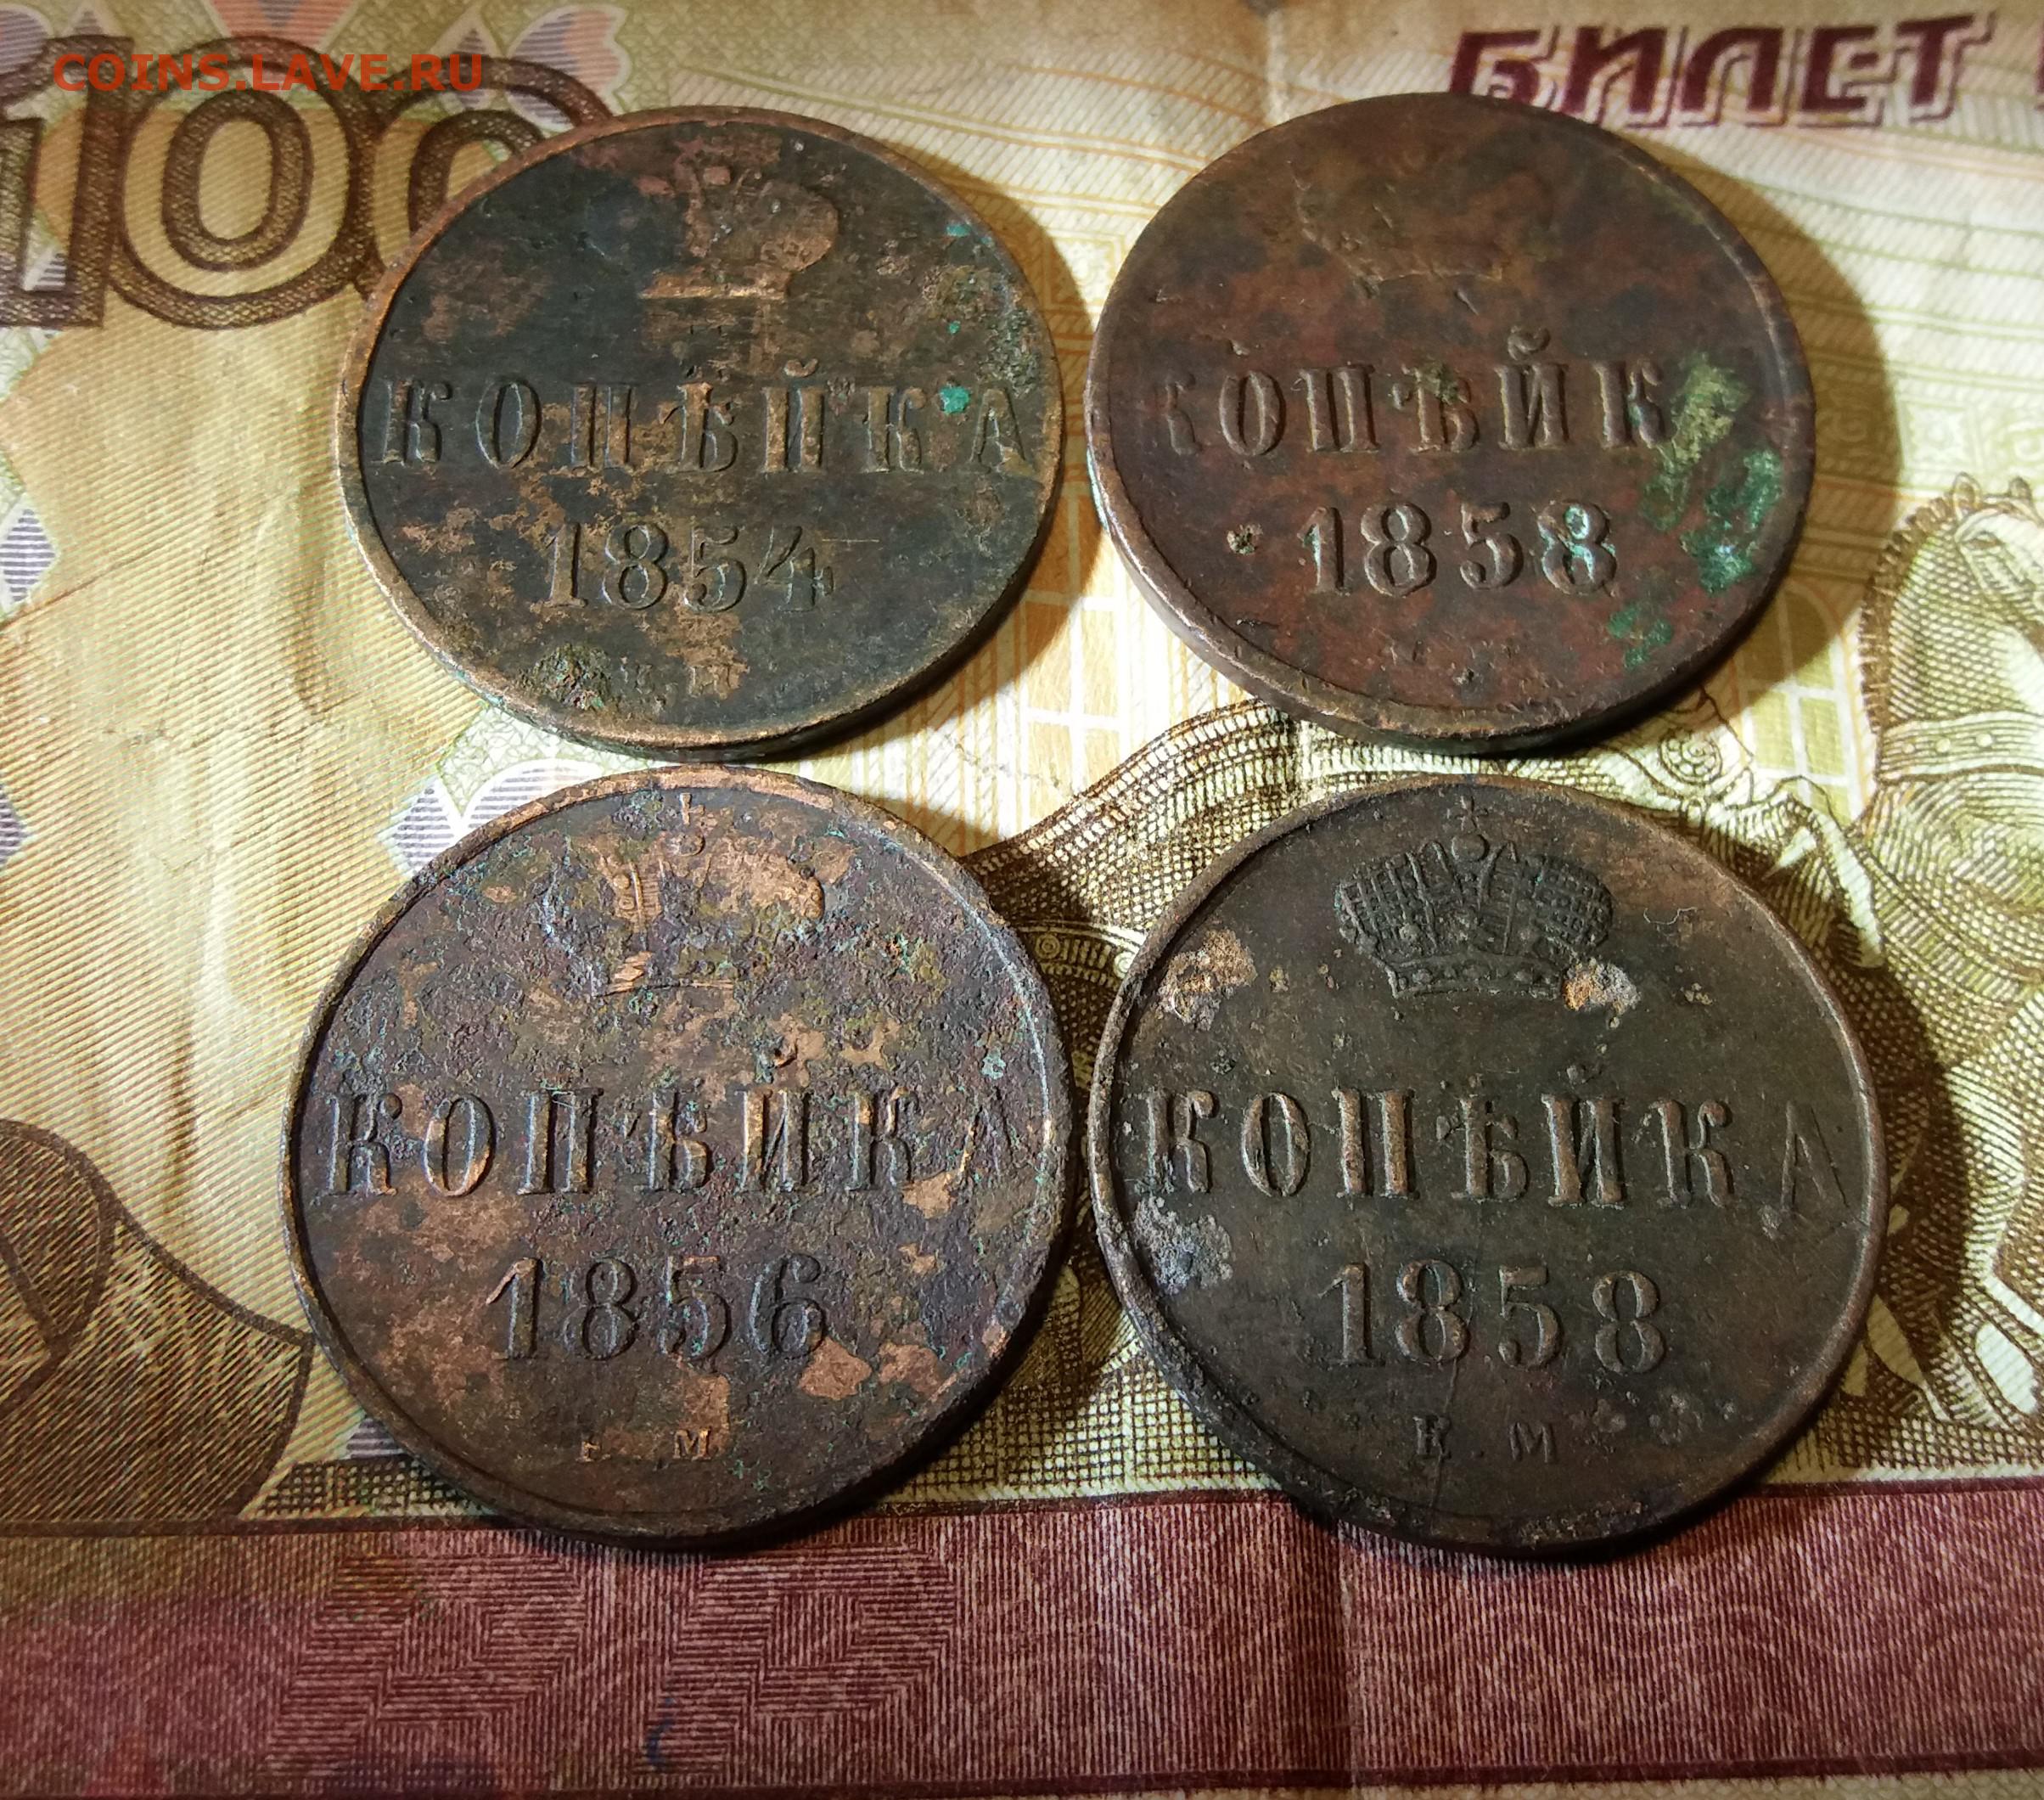 COINS.LAVE.RU
100
БИЛЕТ
КОПѢЙКА
1854
КОПѢЙК
1858
КОПѢЙКА
1856
М
КОПѢЙКА
1858
Е. М